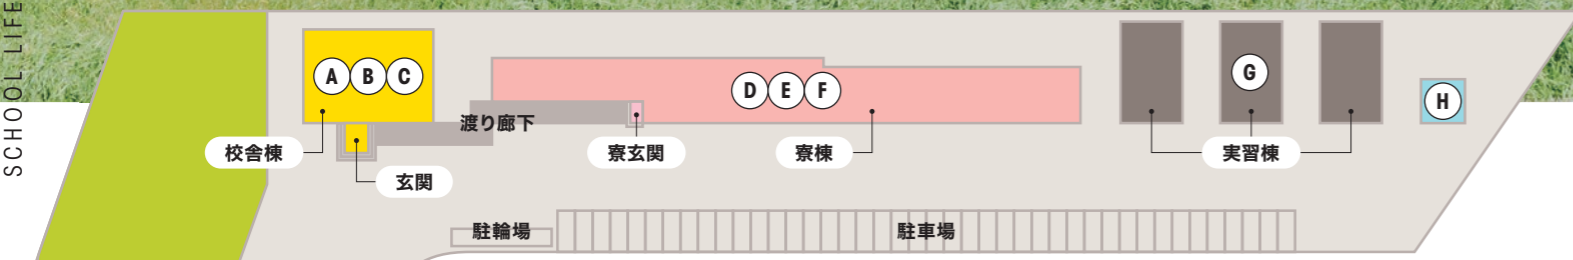 SCHOOL LIFE
A B C
D E F
G
H
渡り廊下
校舎棟
寮玄関
寮棟
実習棟
玄関
駐輪場
駐車場